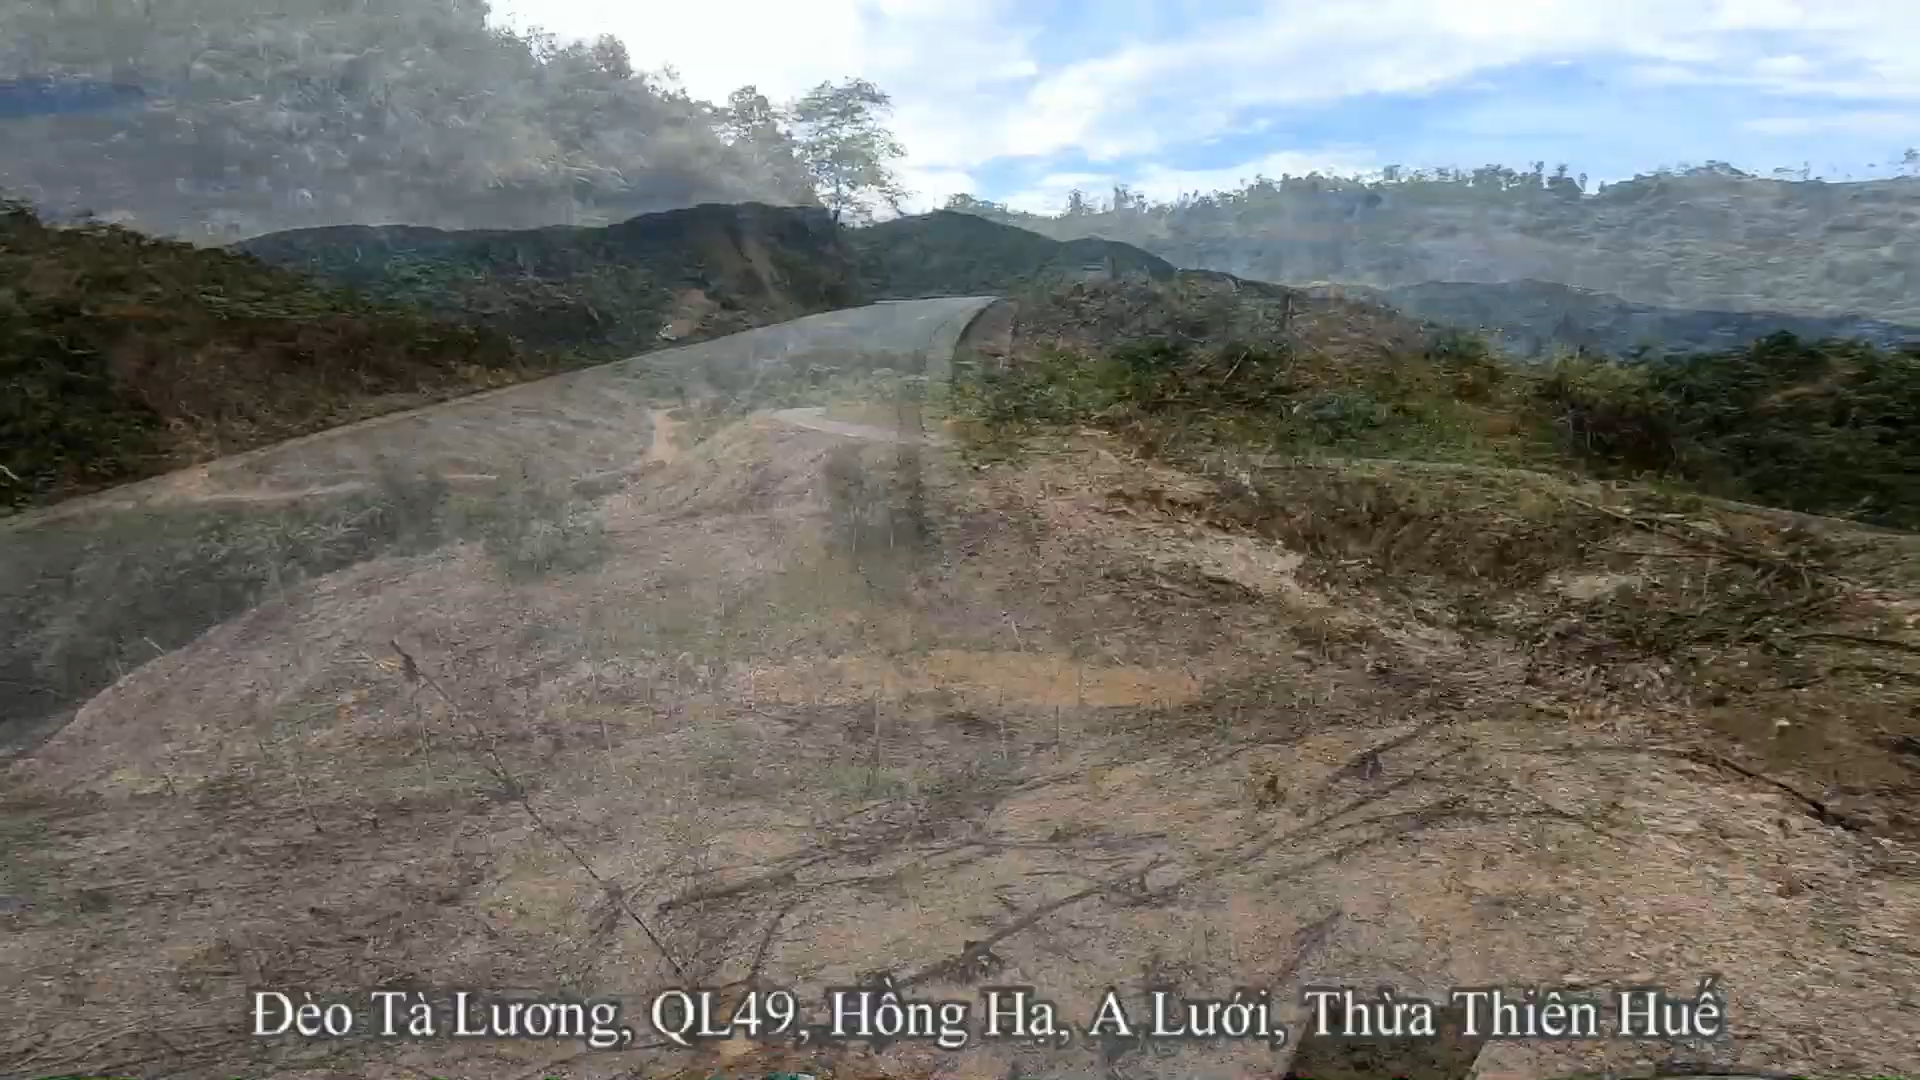 Đèo Tà Lương, QL49, Hồng Hạ, A Lưới, Thừa Thiên Huế